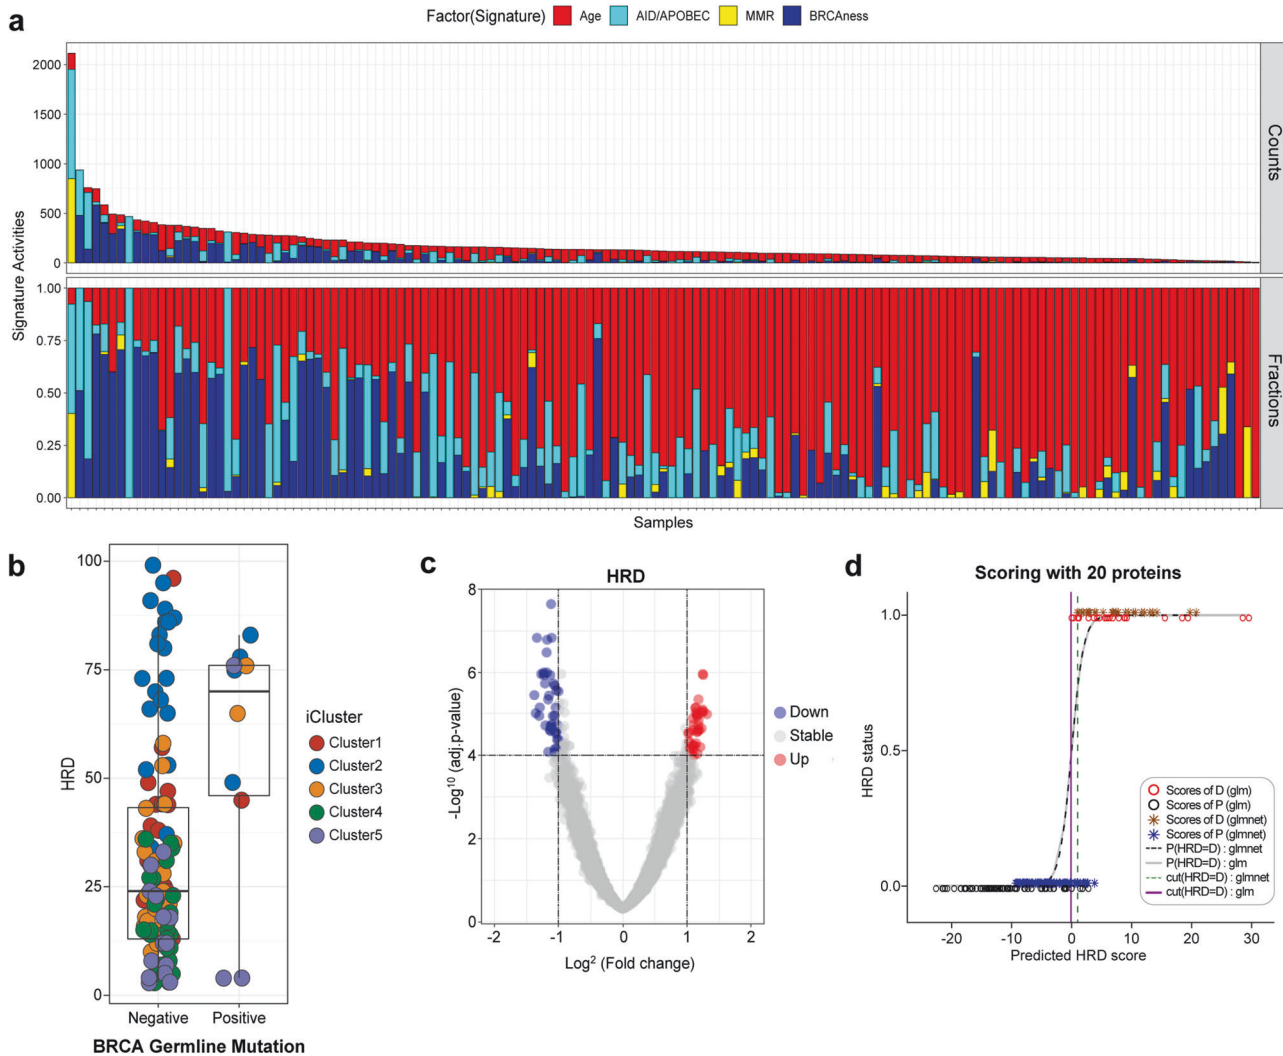 a
Factor(Signature) Age AID/APOBEC MMR BRCAness
Signature Activities
2000
1500
1000
500
0
Counts
1.00
0.75
0.50
0.25
0.00
Fractions
Samples
b
HRD
100
75
50
25
0
Negative Positive
BRCA Germline Mutation
iCluster
Cluster1
Cluster2
Cluster3
Cluster4
Cluster5
c
HRD
-Log¹⁰ (adj.p-value)
8
6
4
2
0
-2 -1 0 1 2
Log² (Fold change)
Down
Stable
Up
d
Scoring with 20 proteins
HRD status
1.0
0.5
0.0
-20 -10 0 10 20 30
Predicted HRD score
Scores of D (glm)
Scores of P (glm)
Scores of D (glmnet)
Scores of P (glmnet)
P(HRD=D) : glmnet
P(HRD=D) : glm
cut(HRD=D) : glmnet
cut(HRD=D) : glm